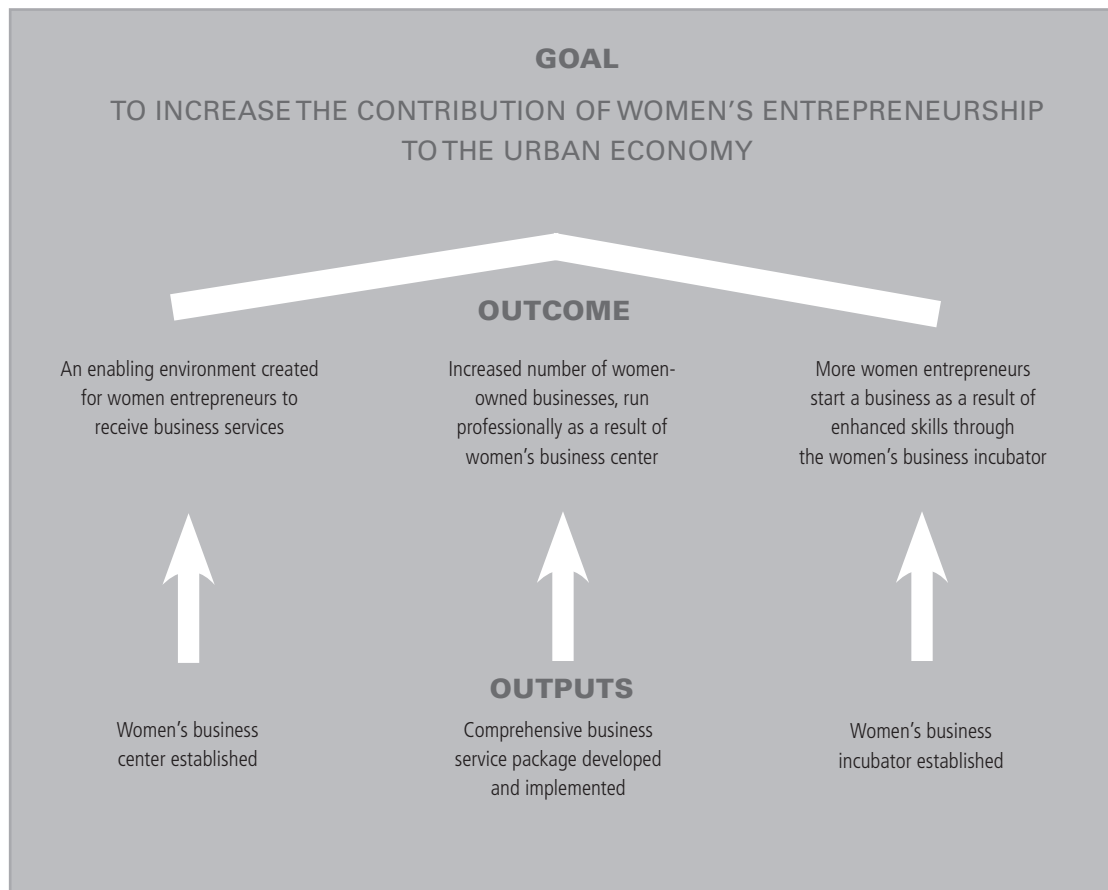 GOAL
TO INCREASE THE CONTRIBUTION OF WOMEN’S ENTREPRENEURSHIP
TO THE URBAN ECONOMY
OUTCOME
An enabling environment created
for women entrepreneurs to
receive business services
Increased number of women-
owned businesses, run
professionally as a result of
women’s business center
More women entrepreneurs
start a business as a result of
enhanced skills through
the women’s business incubator
OUTPUTS
Women’s business
center established
Comprehensive business
service package developed
and implemented
Women’s business
incubator established